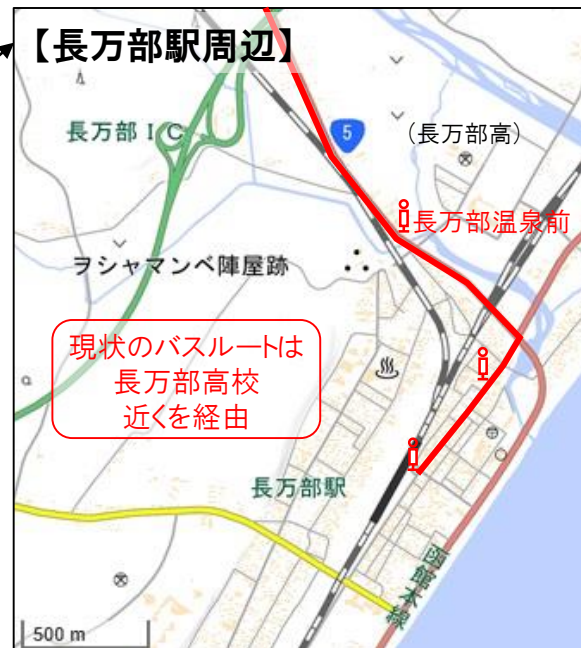 【長万部駅周辺】
長万部IC
5
(長万部高)
長万部温泉前
ヲシャマンベ陣屋跡
現状のバスルートは
長万部高校
近くを経由
長万部駅
函館本線
500 m